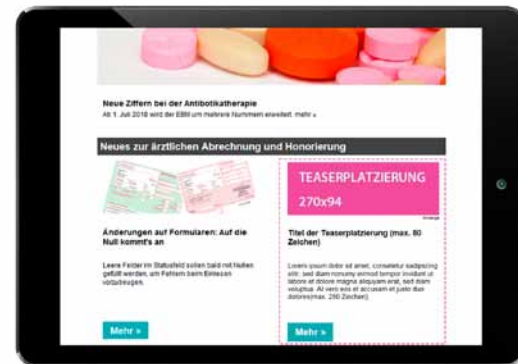 Neue Ziffern bei der Antibotikatherapie
Ab 1. Juli 2018 wird der EBM um mehrere Nummern erweitert. mehr »
Neues zur ärztlichen Abrechnung und Honorierung
TEASERPLATZIERUNG
270x94
Anzeige
Änderungen auf Formularen: Auf die
Null kommt's an
Leere Felder im Statusfeld sollen bald mit Nullen
gefüllt werden, um Fehlern beim Einlesen
vorzubeugen.
Mehr »
Titel der Teaserplatzierung (max. 60
Zeichen)
Lorem ipsum dolor sit amet, consetetur sadipscing
elitr, sed diam nonumy eirmod tempor invidunt ut
labore et dolore magna aliquyam erat, sed diam
voluptua. At vero eos et accusam et justo duo
dolores(max. 250 Zeichen).
Mehr »